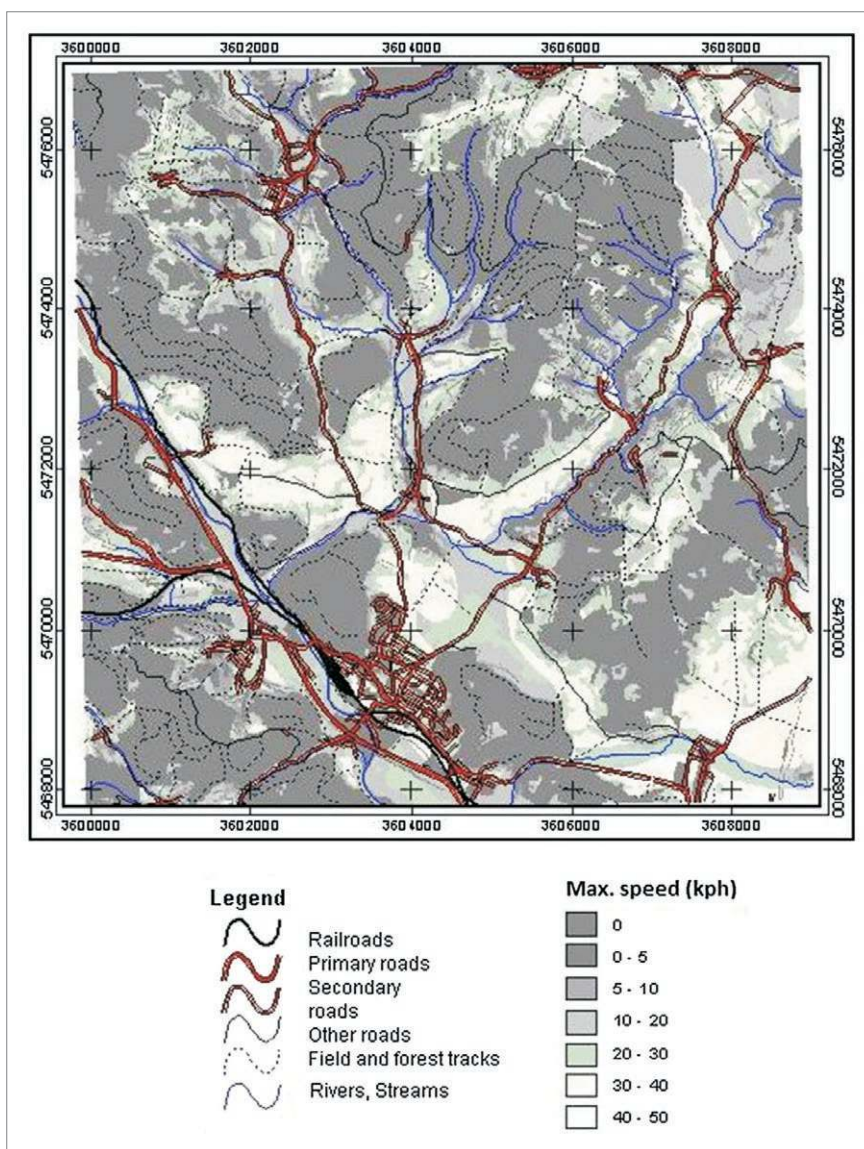 3600000 3602000 3604000 3606000 3608000
5476000 5476000
5474000 5474000
5472000 5472000
5470000 5470000
5468000 5468000
3600000 3602000 3604000 3606000 3608000
Legend
Railroads
Primary roads
Secondary
roads
Other roads
Field and forest tracks
Rivers, Streams
Max. speed (kph)
0
0 - 5
5 - 10
10 - 20
20 - 30
30 - 40
40 - 50